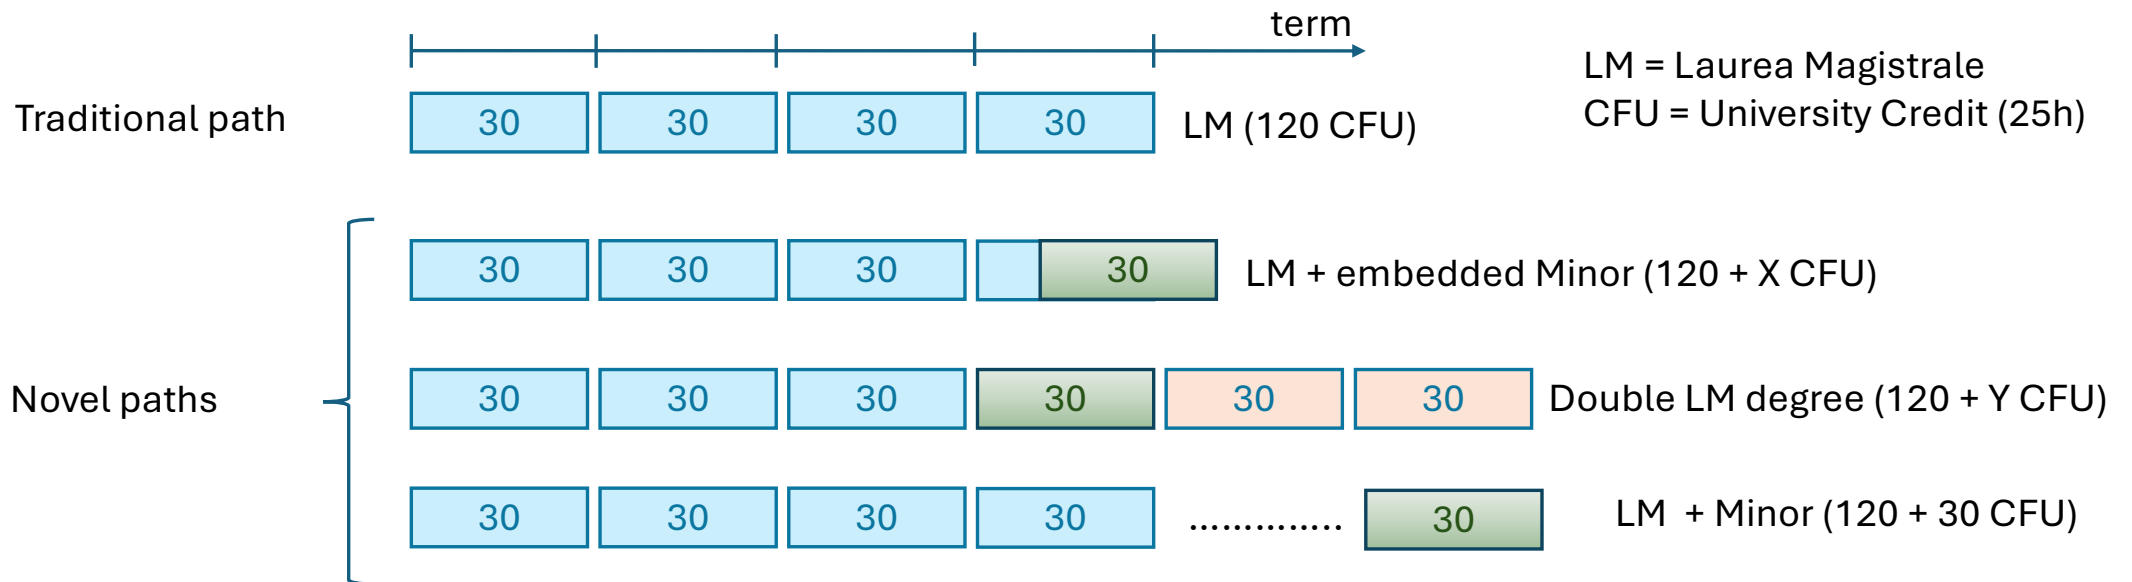 term
LM = Laurea Magistrale
CFU = University Credit (25h)
Traditional path
30 30 30 30 LM (120 CFU)
30 30 30 30 LM + embedded Minor (120 + X CFU)
Novel paths
30 30 30 30 30 30 Double LM degree (120 + Y CFU)
30 30 30 30 .............. 30 LM + Minor (120 + 30 CFU)